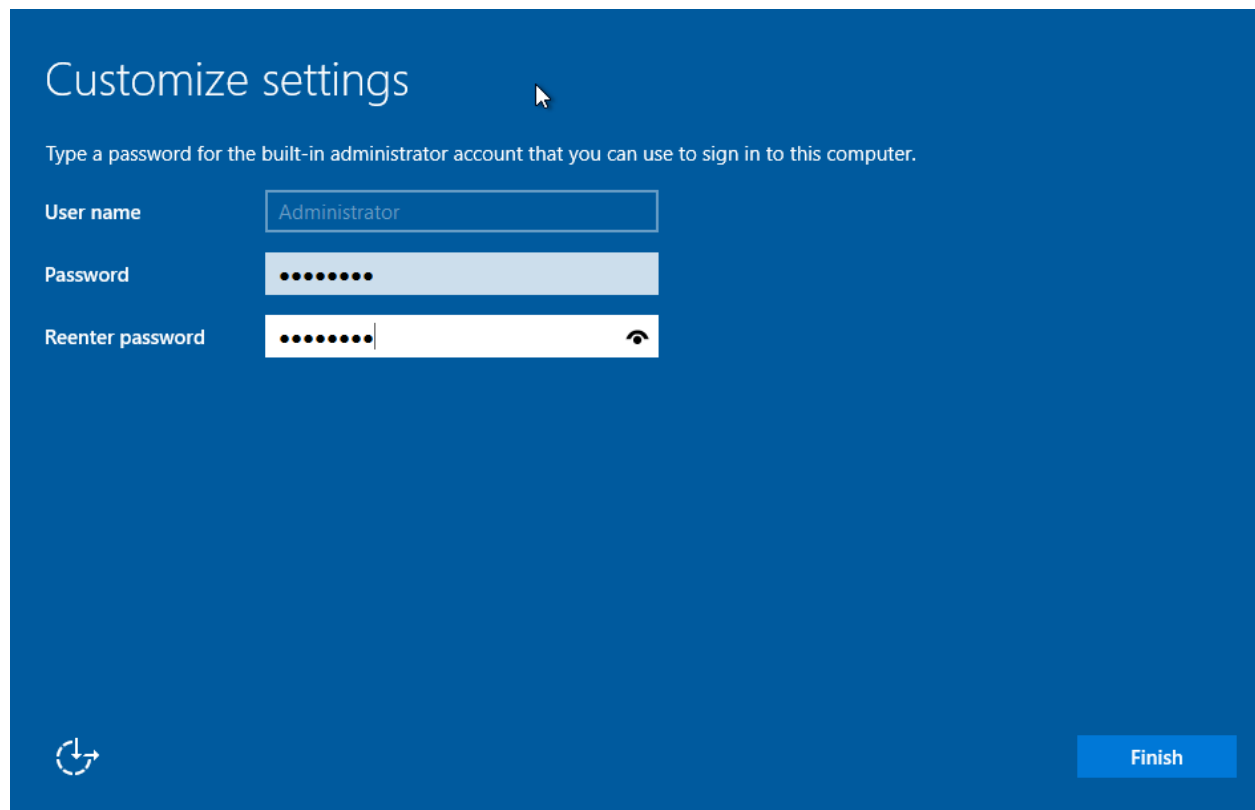 Customize settings
Type a password for the built-in administrator account that you can use to sign in to this computer.
User name
Administrator
Password
••••••••
Reenter password
••••••••
Finish